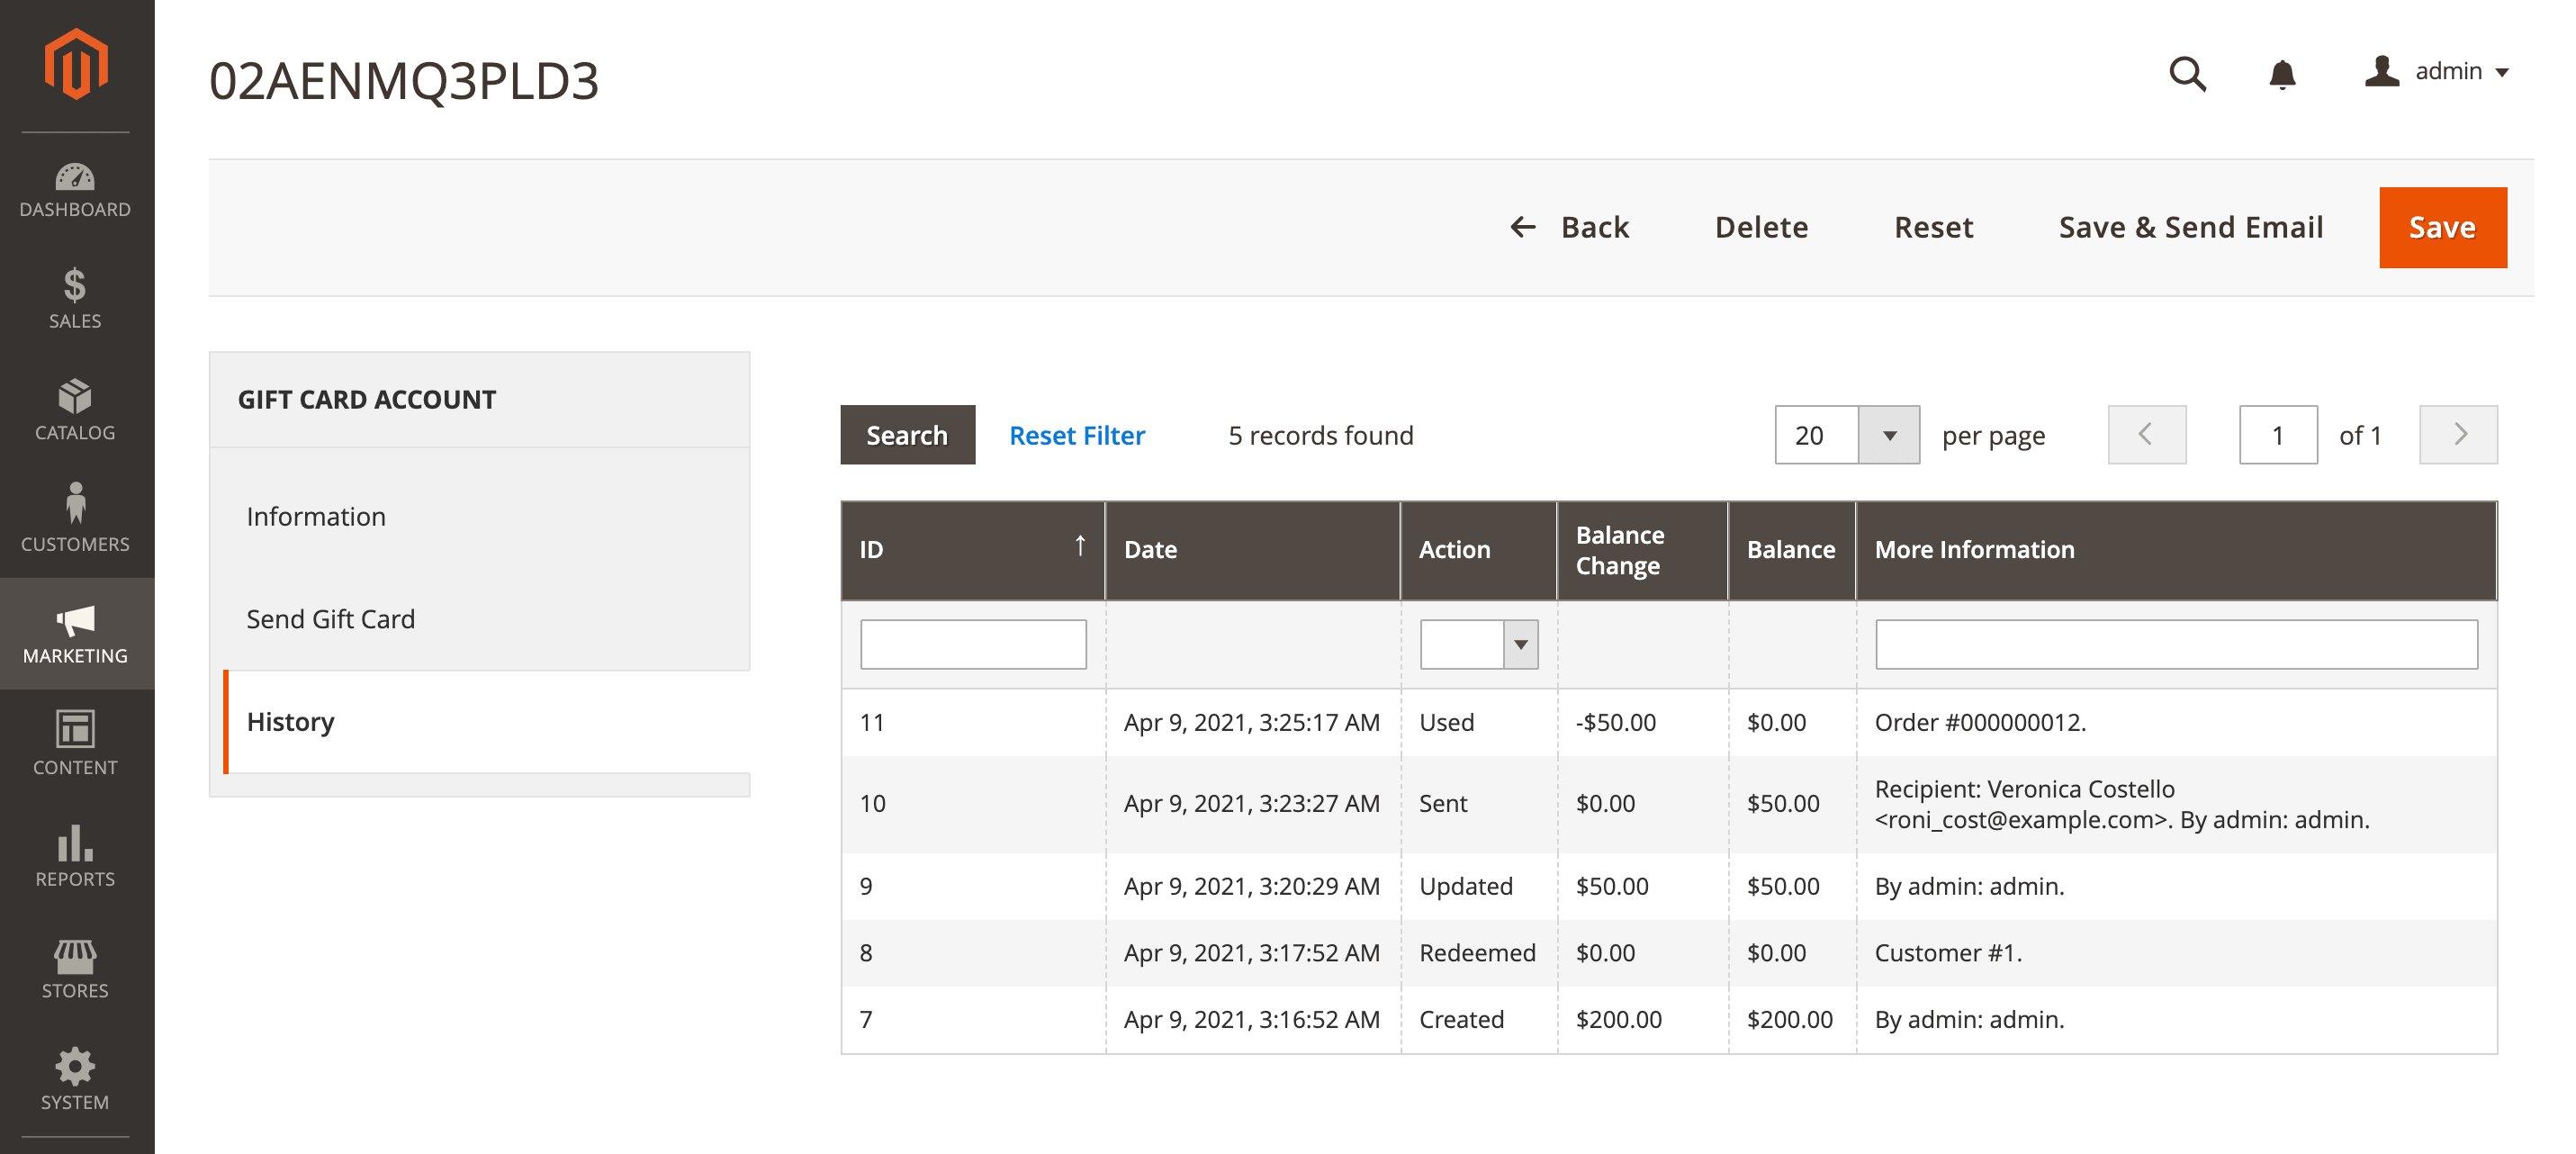 02AENMQ3PLD3
admin
DASHBOARD
SALES
CATALOG
CUSTOMERS
MARKETING
CONTENT
REPORTS
STORES
SYSTEM
Back Delete Reset Save & Send Email Save
GIFT CARD ACCOUNT
Information
Send Gift Card
History
Search Reset Filter 5 records found 20 per page 1 of 1
ID Date Action Balance Change Balance More Information
11 Apr 9, 2021, 3:25:17 AM Used -$50.00 $0.00 Order #000000012.
10 Apr 9, 2021, 3:23:27 AM Sent $0.00 $50.00 Recipient: Veronica Costello
<roni_cost@example.com>. By admin: admin.
9 Apr 9, 2021, 3:20:29 AM Updated $50.00 $50.00 By admin: admin.
8 Apr 9, 2021, 3:17:52 AM Redeemed $0.00 $0.00 Customer #1.
7 Apr 9, 2021, 3:16:52 AM Created $200.00 $200.00 By admin: admin.